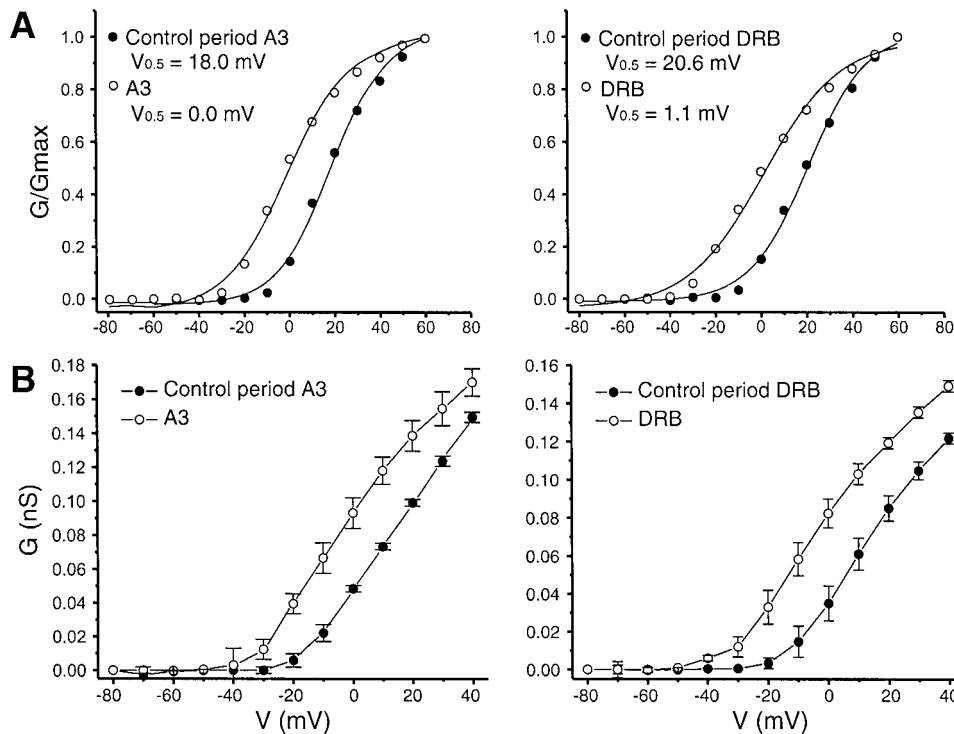 A
Control period A3
V0.5 = 18.0 mV
A3
V0.5 = 0.0 mV
G/Gmax
1.0
0.8
0.6
0.4
0.2
0.0
-80 -60 -40 -20 0 20 40 60 80
Control period DRB
V0.5 = 20.6 mV
DRB
V0.5 = 1.1 mV
1.0
0.8
0.6
0.4
0.2
0.0
-80 -60 -40 -20 0 20 40 60 80
B
Control period A3
A3
G (nS)
0.18
0.16
0.14
0.12
0.10
0.08
0.06
0.04
0.02
0.00
-80 -60 -40 -20 0 20 40
V (mV)
Control period DRB
DRB
0.16
0.14
0.12
0.10
0.08
0.06
0.04
0.02
0.00
-80 -60 -40 -20 0 20 40
V (mV)